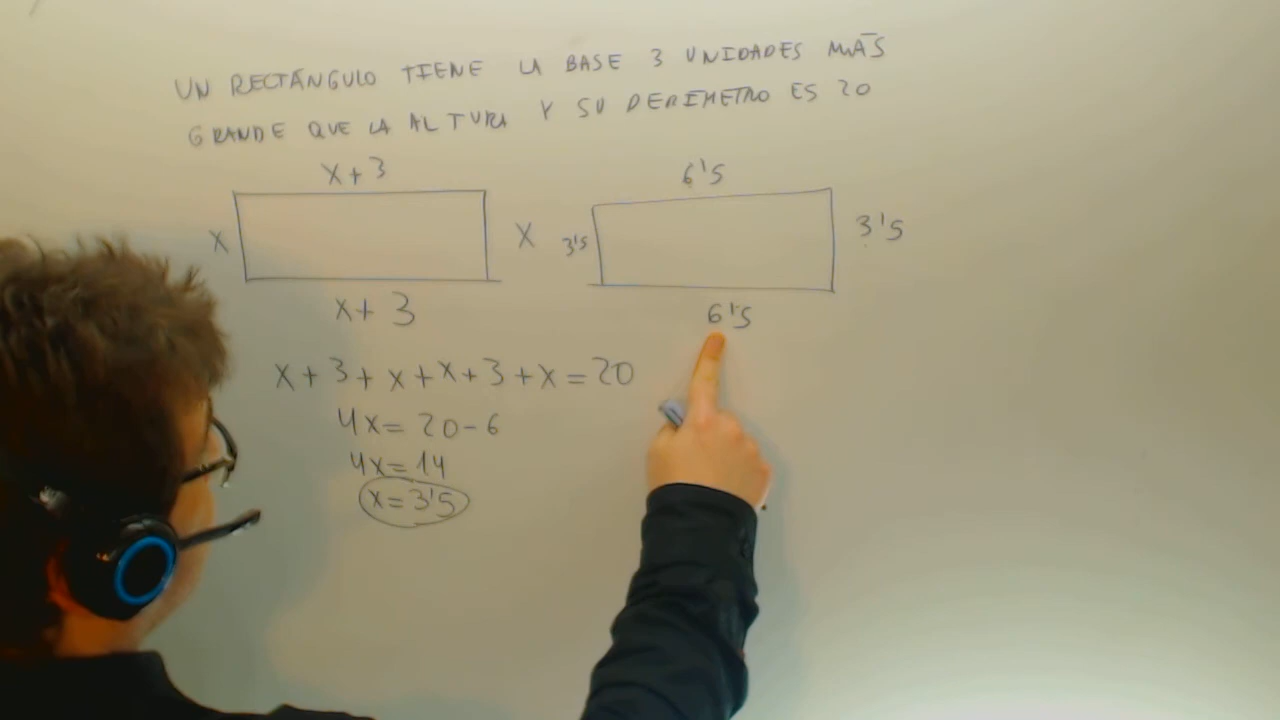 UN RECTÁNGULO TIENE LA BASE 3 UNIDADES MÁS
GRANDE QUE LA ALTURA Y SU PERÍMETRO ES 20
x + 3
x
x
x + 3
6'5
3'5
3'5
6'5
x + 3 + x + x + 3 + x = 20
4x = 20 - 6
4x = 14
x = 3'5